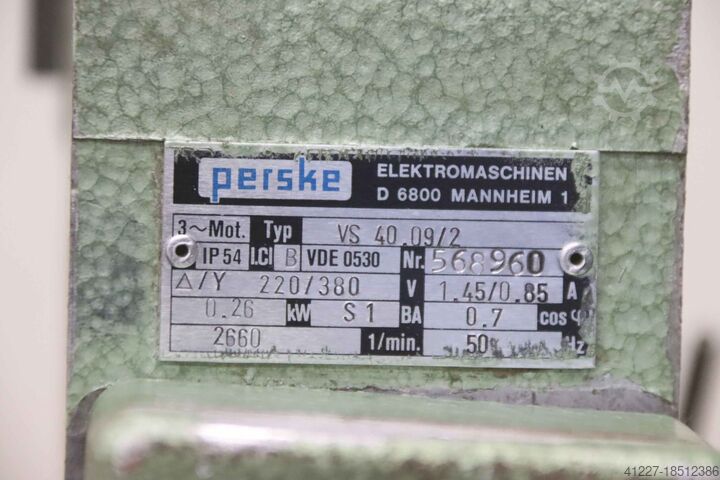 perske ELEKTROMASCHINEN
D 6800 MANNHEIM 1
3~Mot. Typ VS 40.09/2
IP 54 I.Cl B VDE 0530 Nr. 568960
△/Y 220/380 V 1.45/0.85 A
0.26 kW S 1 BA 0.7 cos φ
2660 1/min. 50 Hz
41227-18512386